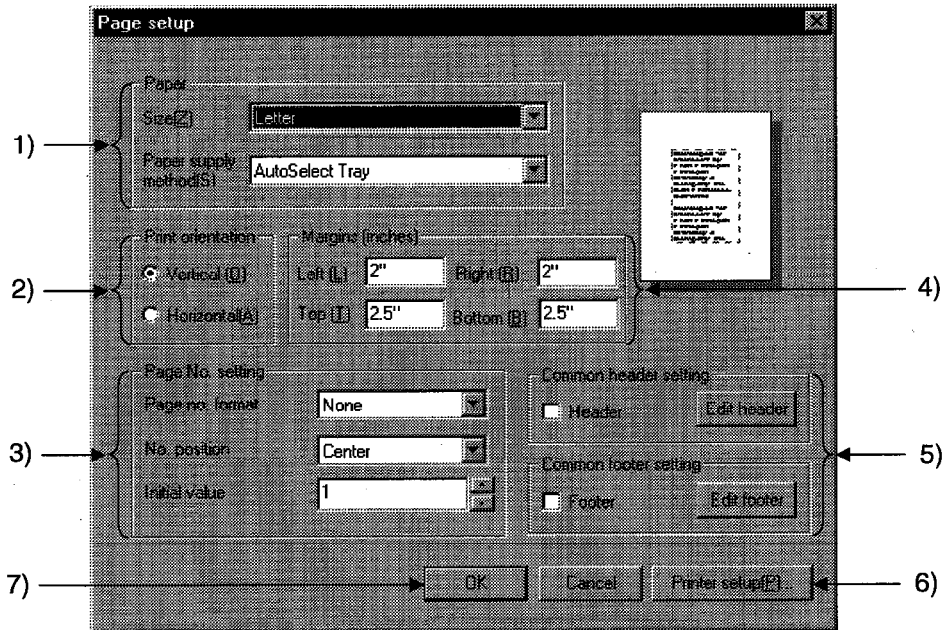 Page setup
Paper
1)
Size(Z)
Letter
Paper supply method(S)
AutoSelect Tray
2)
Print orientation
Vertical (O)
Horizontal(A)
Margins (inches)
Left (L)
2"
Right (R)
2"
Top (T)
2.5"
Bottom (B)
2.5"
4)
3)
Page No. setting
Page no. format
None
No. position
Center
Initial value
1
Common header setting
Header
Edit header
5)
Common footer setting
Footer
Edit footer
7)
OK
Cancel
Printer setup(P)...
6)